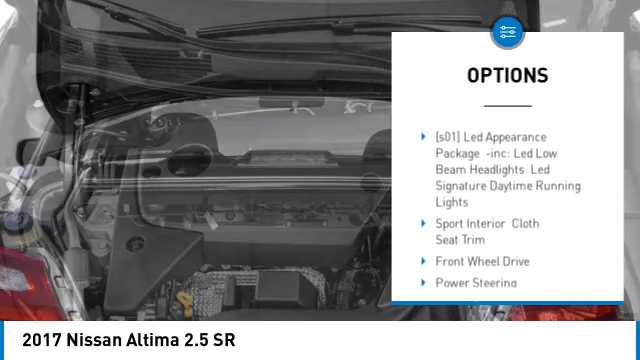 OPTIONS
[s01] Led Appearance
Package -inc: Led Low
Beam Headlights Led
Signature Daytime Running
Lights
Sport Interior Cloth
Seat Trim
Front Wheel Drive
Power Steering
2017 Nissan Altima 2.5 SR